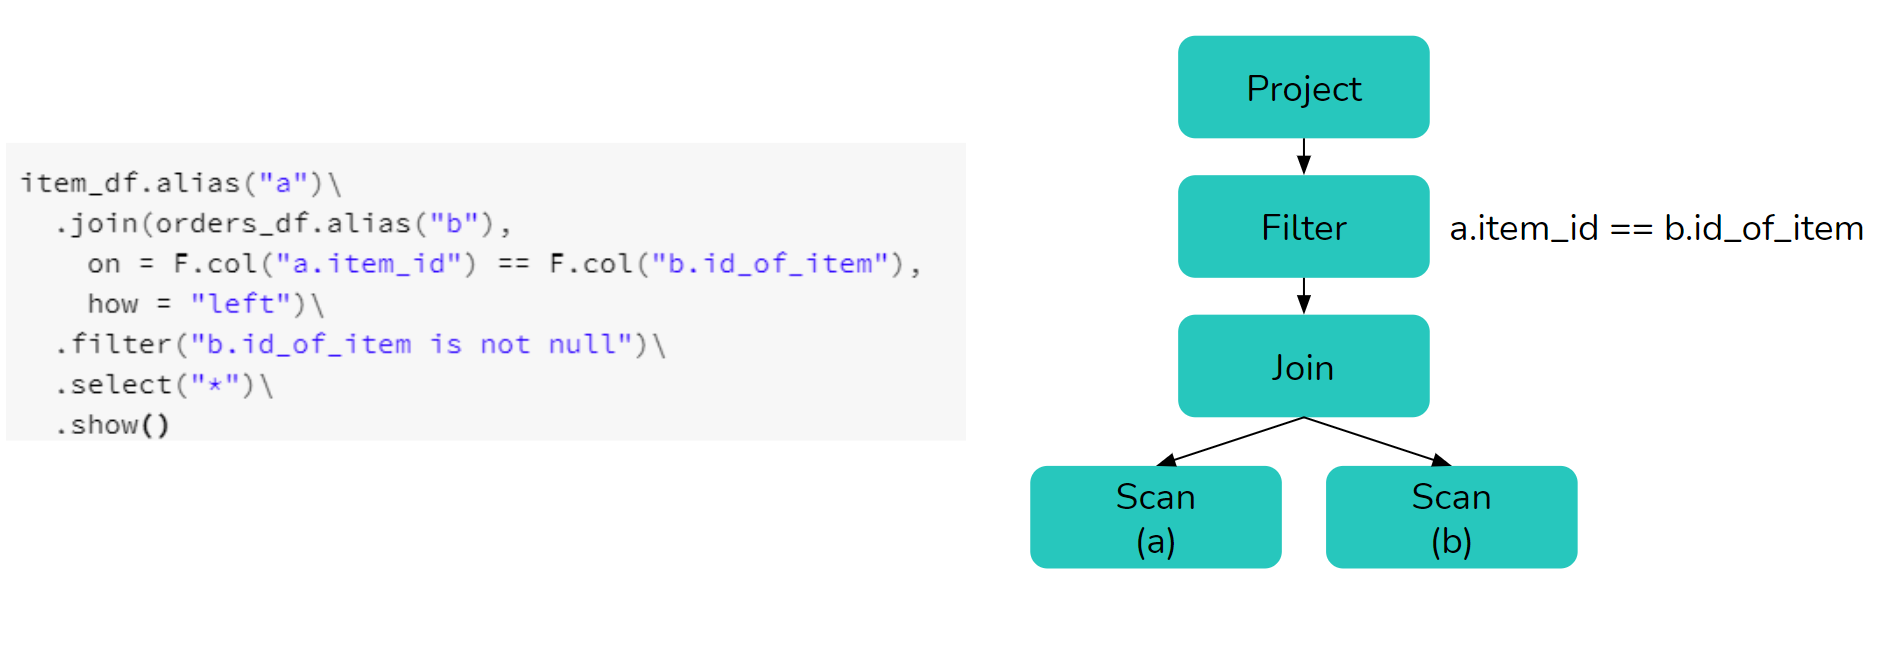 item_df.alias("a")\
.join(orders_df.alias("b"),
on = F.col("a.item_id") == F.col("b.id_of_item"),
how = "left")\
.filter("b.id_of_item is not null")\
.select("*")\
.show()
Project
Filter
a.item_id == b.id_of_item
Join
Scan
(a)
Scan
(b)